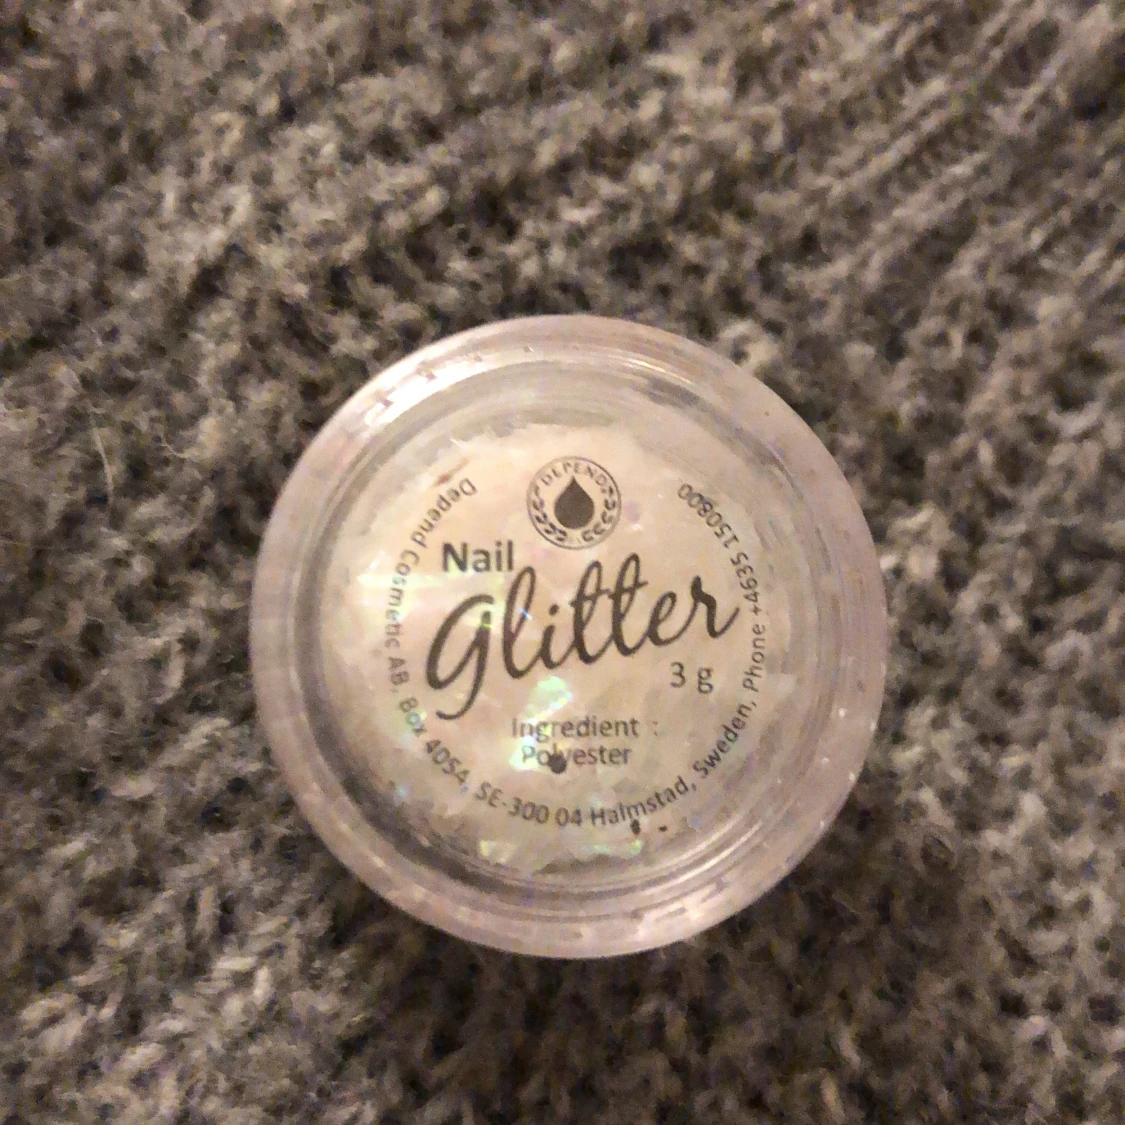 DEPEND
Nail
Glitter
3 g
Ingredient :
Polyester
Depend Cosmetic AB, Box 4054, SE-300 04 Halmstad, Sweden, Phone +4635 150800